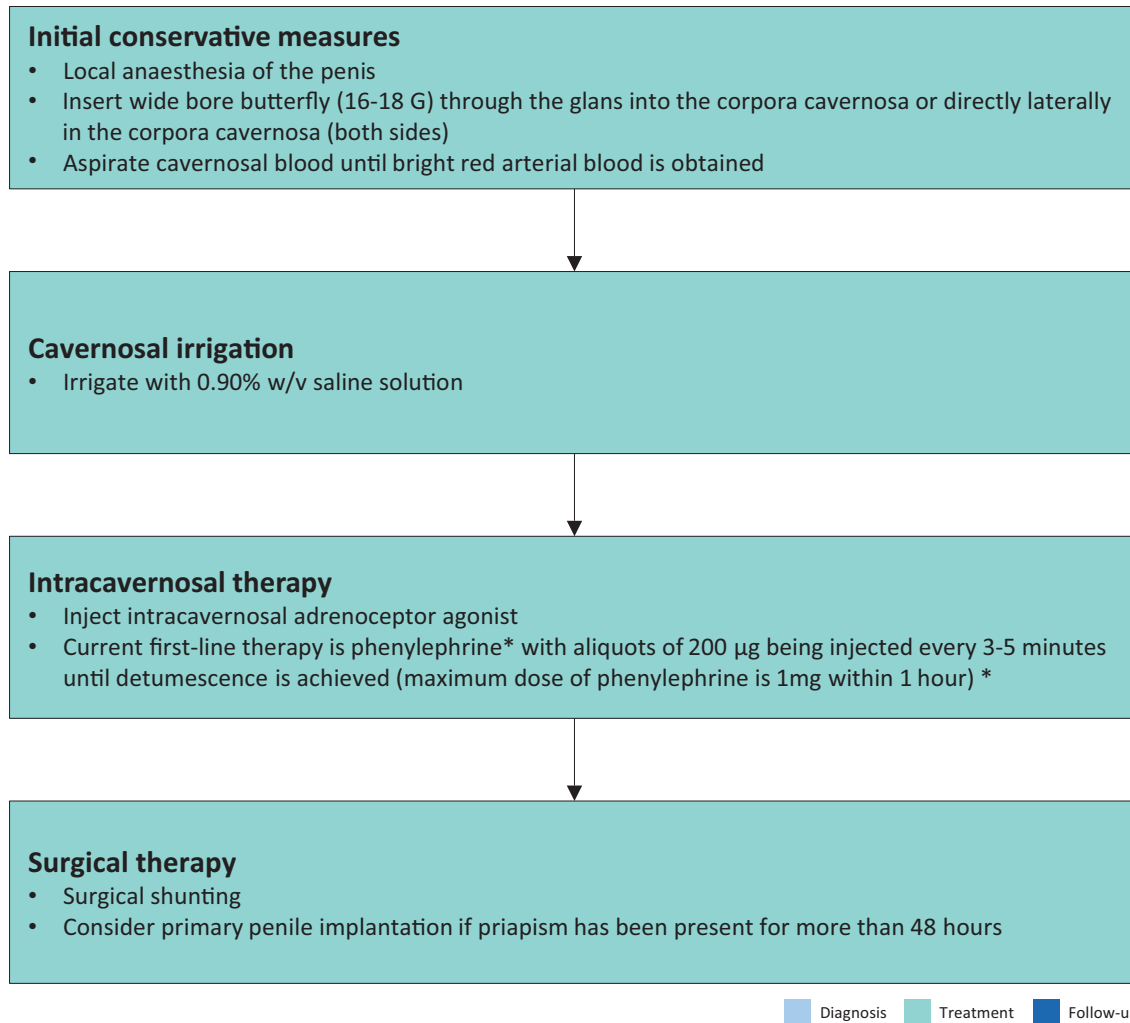 Initial conservative measures
• Local anaesthesia of the penis
• Insert wide bore butterfly (16-18 G) through the glans into the corpora cavernosa or directly laterally
in the corpora cavernosa (both sides)
• Aspirate cavernosal blood until bright red arterial blood is obtained
Cavernosal irrigation
• Irrigate with 0.90% w/v saline solution
Intracavernosal therapy
• Inject intracavernosal adrenoceptor agonist
• Current first-line therapy is phenylephrine* with aliquots of 200 µg being injected every 3-5 minutes
until detumescence is achieved (maximum dose of phenylephrine is 1mg within 1 hour) *
Surgical therapy
• Surgical shunting
• Consider primary penile implantation if priapism has been present for more than 48 hours
Diagnosis Treatment Follow-u